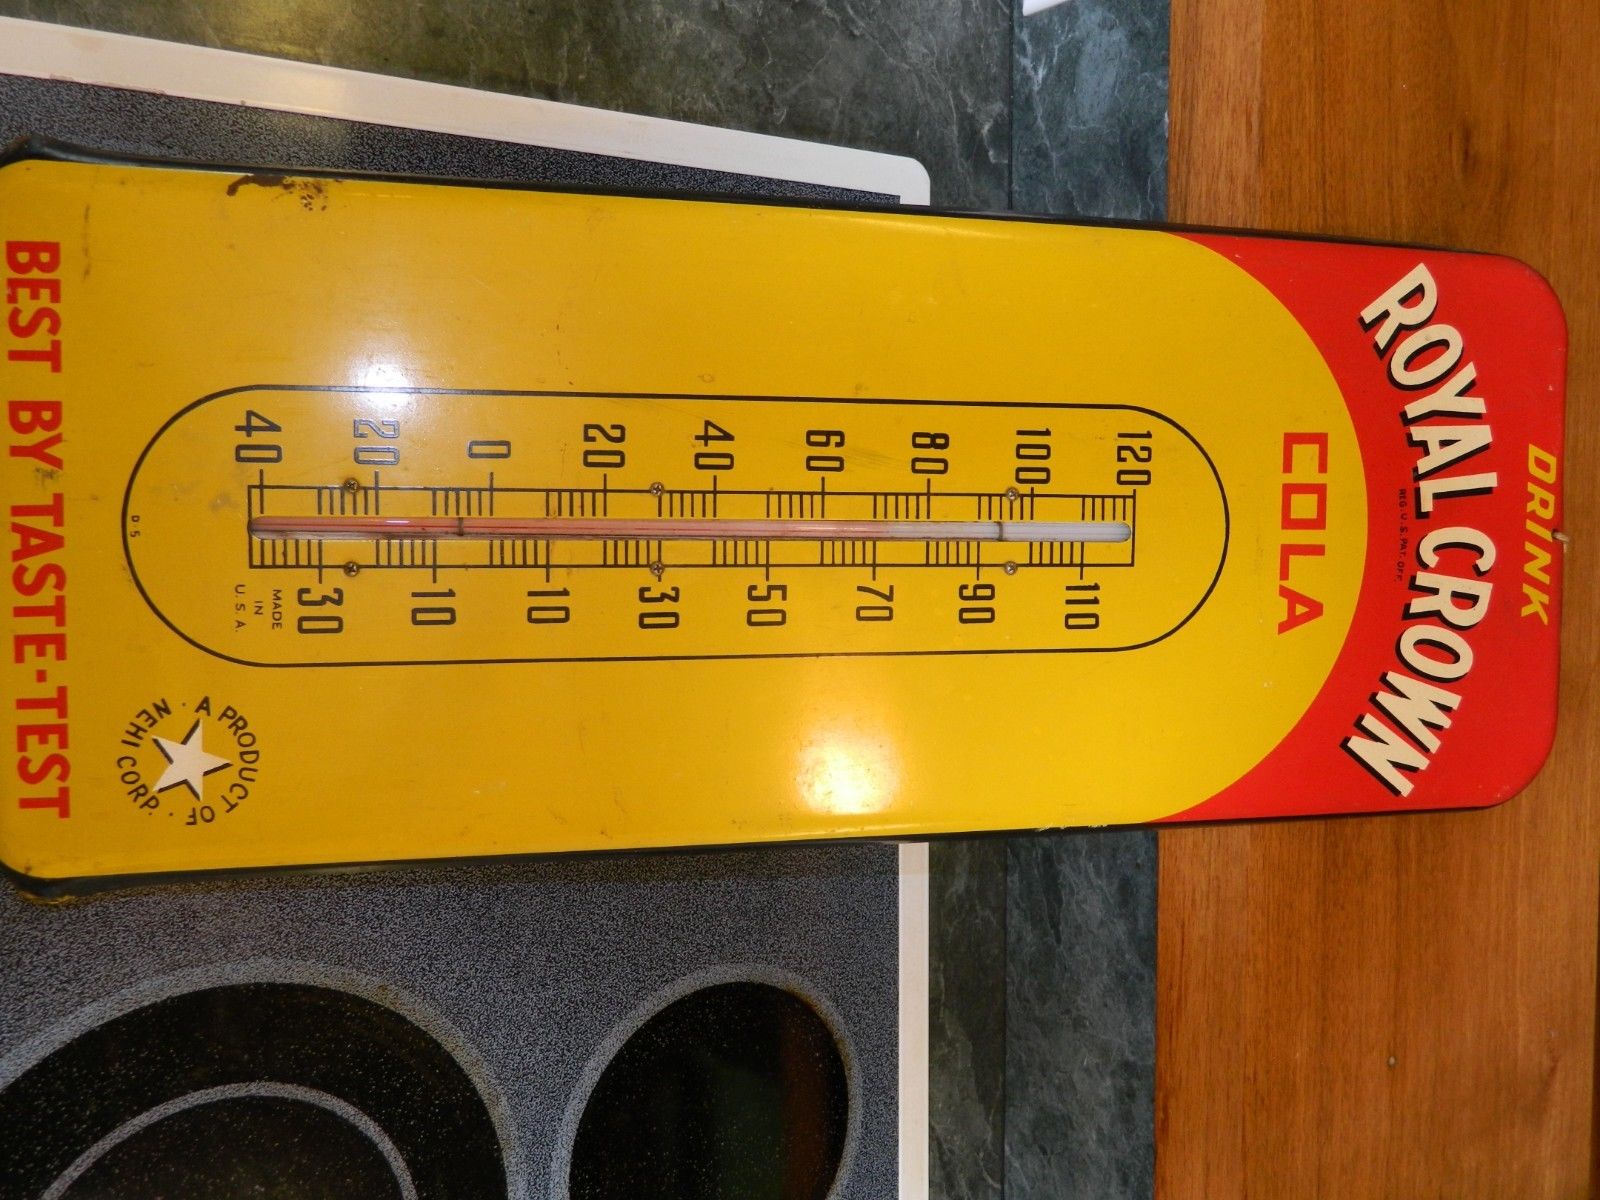 DRINK
ROYAL CROWN
REG. U.S. PAT. OFF.
COLA
120
110
100
90
80
70
60
50
40
30
20
10
0
10
20
30
40
MADE
IN
U.S.A.
D-5
A PRODUCT OF
NEHI CORP.
BEST BY TASTE-TEST